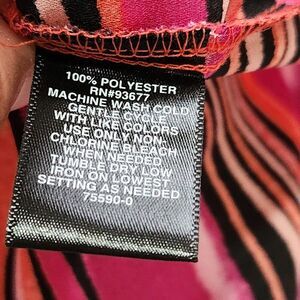 100% POLYESTER
RN#93677
MACHINE WASH COLD
GENTLE CYCLE
WITH LIKE COLORS
USE ONLY NON-
CHLORINE BLEACH
WHEN NEEDED
TUMBLE DRY LOW
IRON ON LOWEST
SETTING AS NEEDED
75590-0